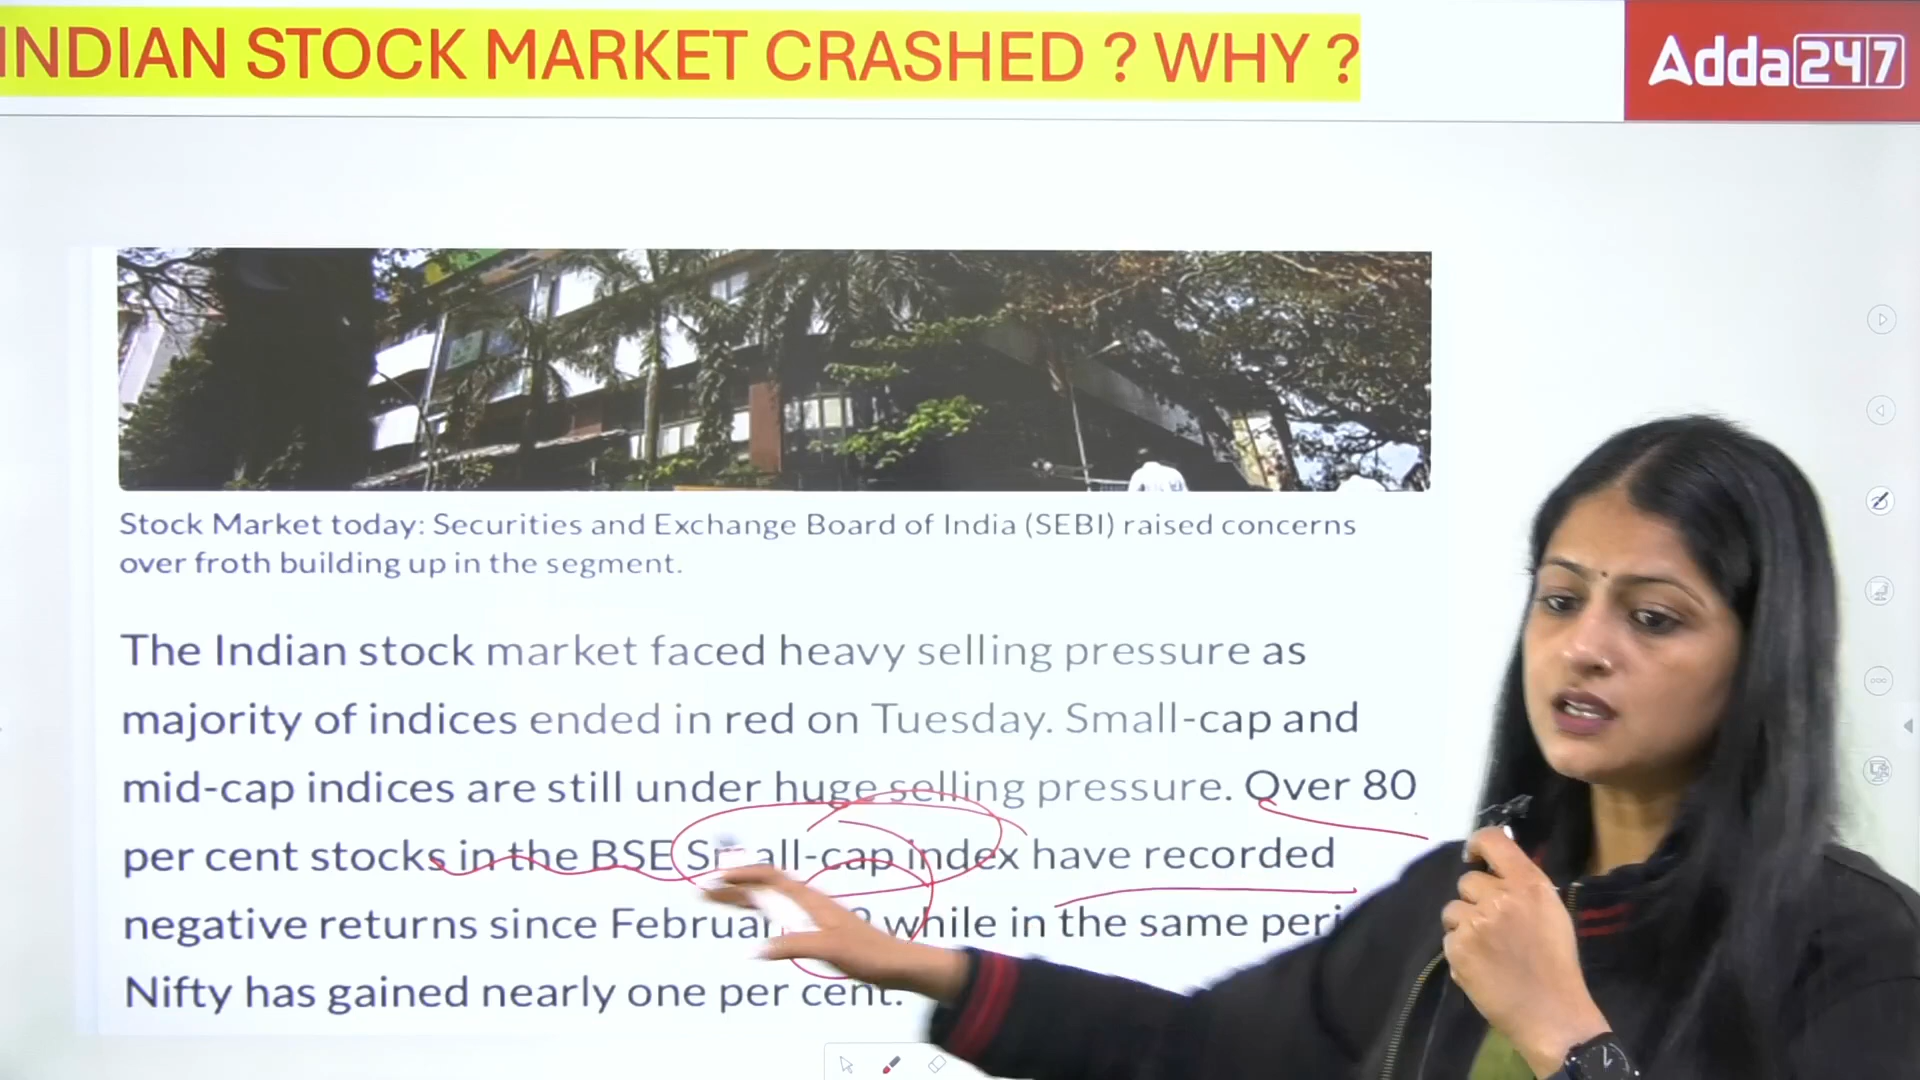 INDIAN STOCK MARKET CRASHED ? WHY ?
Adda247
Stock Market today: Securities and Exchange Board of India (SEBI) raised concerns
over froth building up in the segment.
The Indian stock market faced heavy selling pressure as
majority of indices ended in red on Tuesday. Small-cap and
mid-cap indices are still under huge selling pressure. Over 80
per cent stocks in the BSE Small-cap index have recorded
negative returns since while in the same
Nifty has gained nearly one per cent.